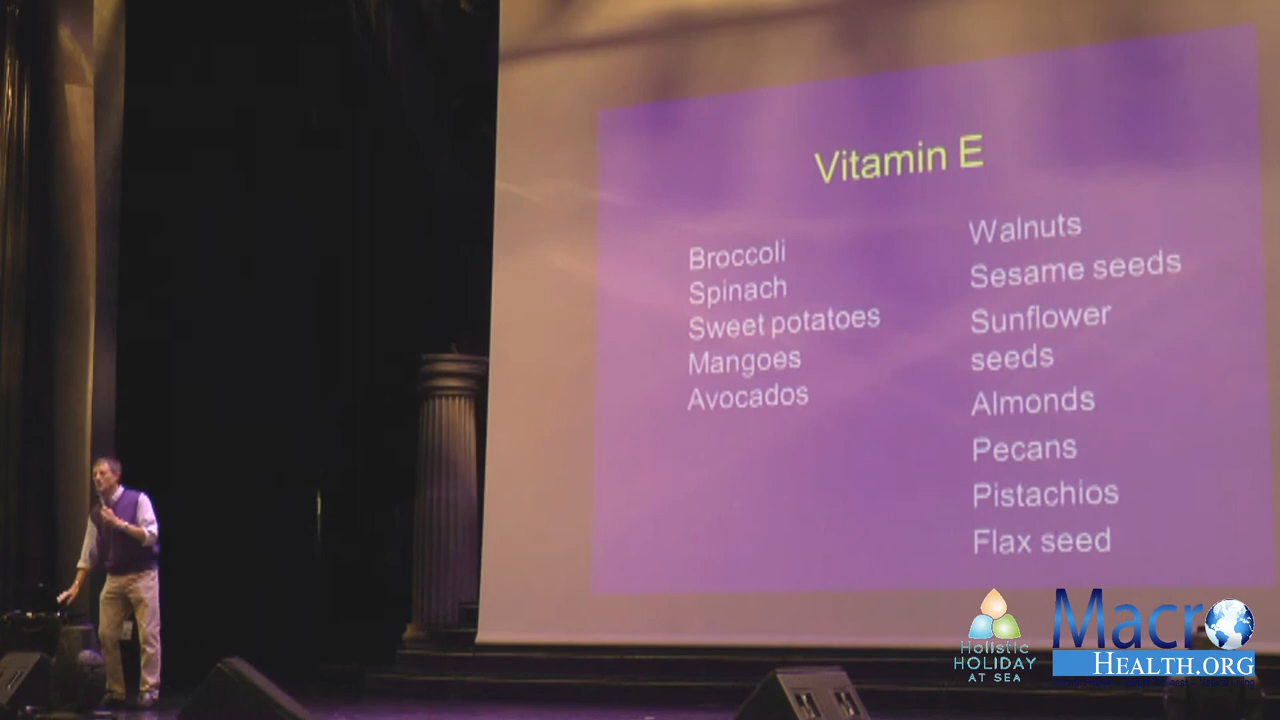 Vitamin E
Broccoli
Spinach
Sweet potatoes
Mangoes
Avocados
Walnuts
Sesame seeds
Sunflower
seeds
Almonds
Pecans
Pistachios
Flax seed
Holistic
HOLIDAY
AT SEA
Macro
HEALTH.ORG